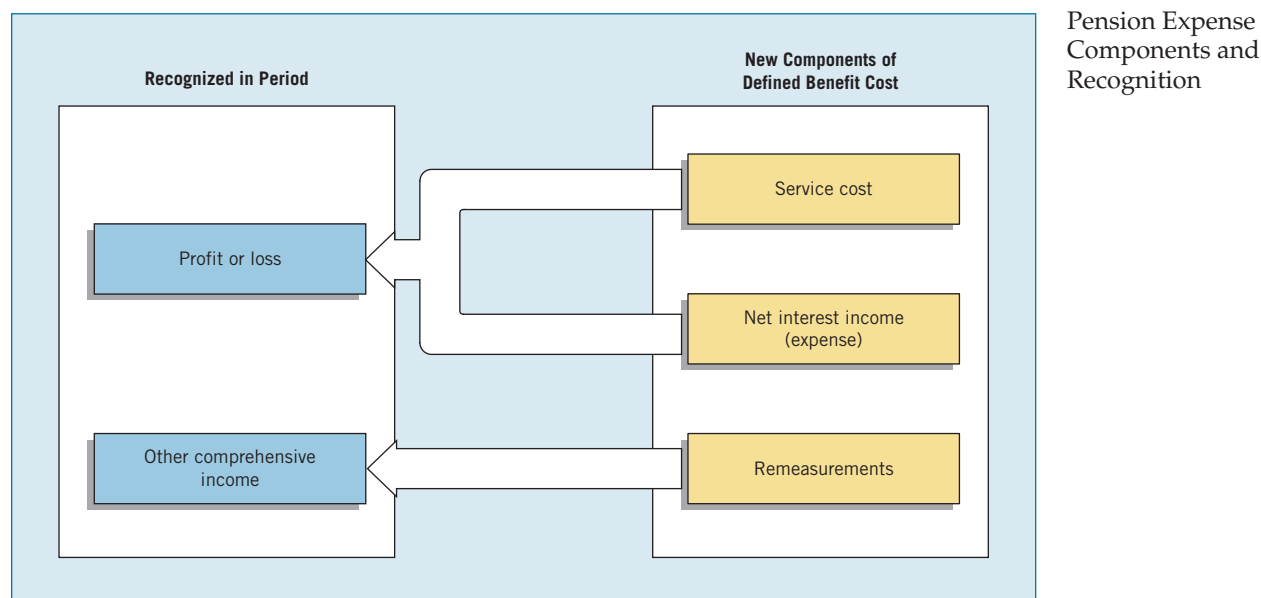 Pension Expense
Components and
Recognition
Recognized in Period
New Components of
Defined Benefit Cost
Profit or loss
Other comprehensive
income
Service cost
Net interest income
(expense)
Remeasurements